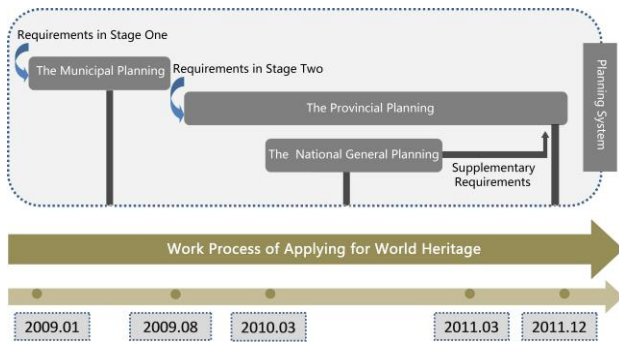 Requirements in Stage One
The Municipal Planning
Requirements in Stage Two
The Provincial Planning
The National General Planning
Supplementary
Requirements
Planning System
Work Process of Applying for World Heritage
2009.01
2009.08
2010.03
2011.03
2011.12